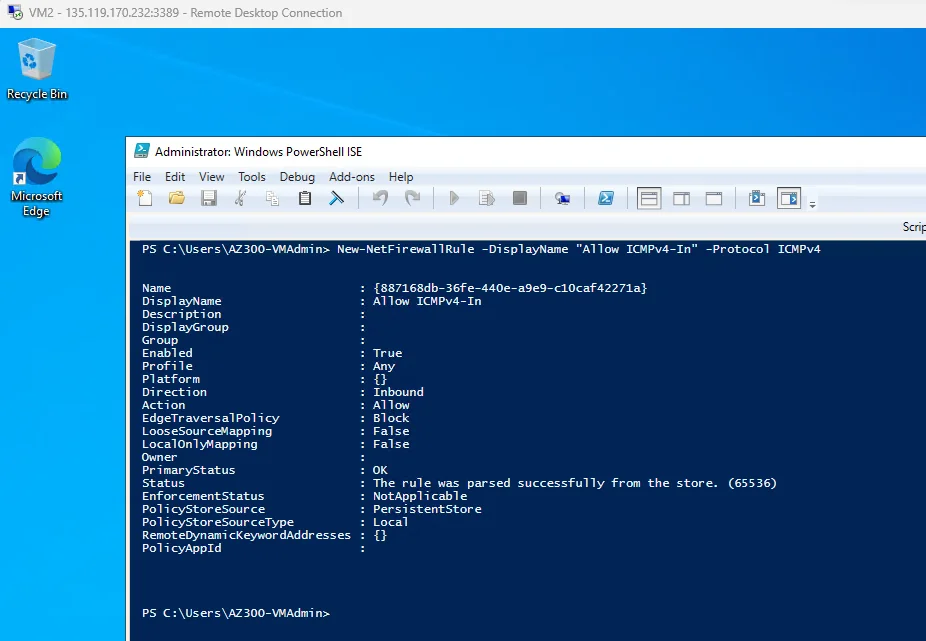 VM2 - 135.119.170.232:3389 - Remote Desktop Connection
Recycle Bin
Microsoft
Edge
Administrator: Windows PowerShell ISE
File Edit View Tools Debug Add-ons Help
Scrip
PS C:\Users\AZ300-VMAdmin> New-NetFirewallRule -DisplayName "Allow ICMPv4-In" -Protocol ICMPv4
Name : {887168db-36fe-440e-a9e9-c10caf42271a}
DisplayName : Allow ICMPv4-In
Description :
DisplayGroup :
Group :
Enabled : True
Profile : Any
Platform : {}
Direction : Inbound
Action : Allow
EdgeTraversalPolicy : Block
LooseSourceMapping : False
LocalOnlyMapping : False
Owner :
PrimaryStatus : OK
Status : The rule was parsed successfully from the store. (65536)
EnforcementStatus : NotApplicable
PolicyStoreSource : PersistentStore
PolicyStoreSourceType : Local
RemoteDynamicKeywordAddresses : {}
PolicyAppId :
PS C:\Users\AZ300-VMAdmin>